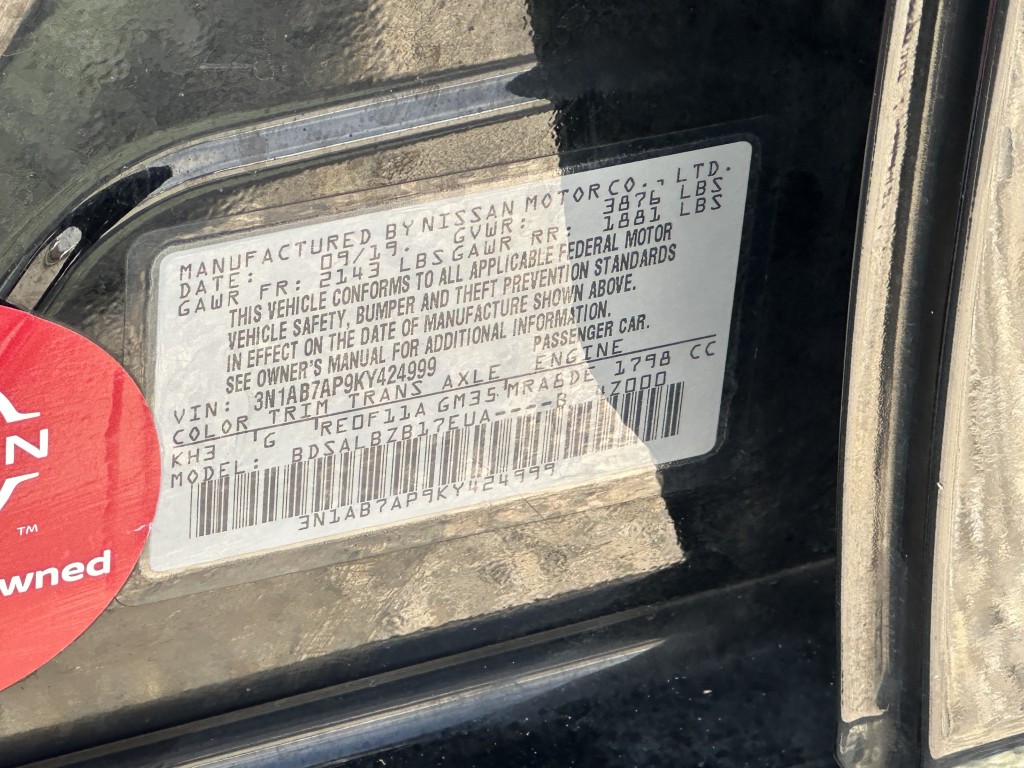 MANUFACTURED BY NISSAN MOTOR CO., LTD.
DATE: 09/19. GVWR: 3876 LBS
GAWR FR: 2143 LBS GAWR RR: 1881 LBS
THIS VEHICLE CONFORMS TO ALL APPLICABLE FEDERAL MOTOR
VEHICLE SAFETY, BUMPER AND THEFT PREVENTION STANDARDS
IN EFFECT ON THE DATE OF MANUFACTURE SHOWN ABOVE.
SEE OWNER'S MANUAL FOR ADDITIONAL INFORMATION.
VIN: 3N1AB7AP9KY424999 PASSENGER CAR.
COLOR TRIM TRANS AXLE ENGINE
KH3 G RE0F11A GM35 MRA8DE 1798 CC
MODEL: BDSALBZB17EUA----B
3N1AB7AP9KY424999
N
™
wned